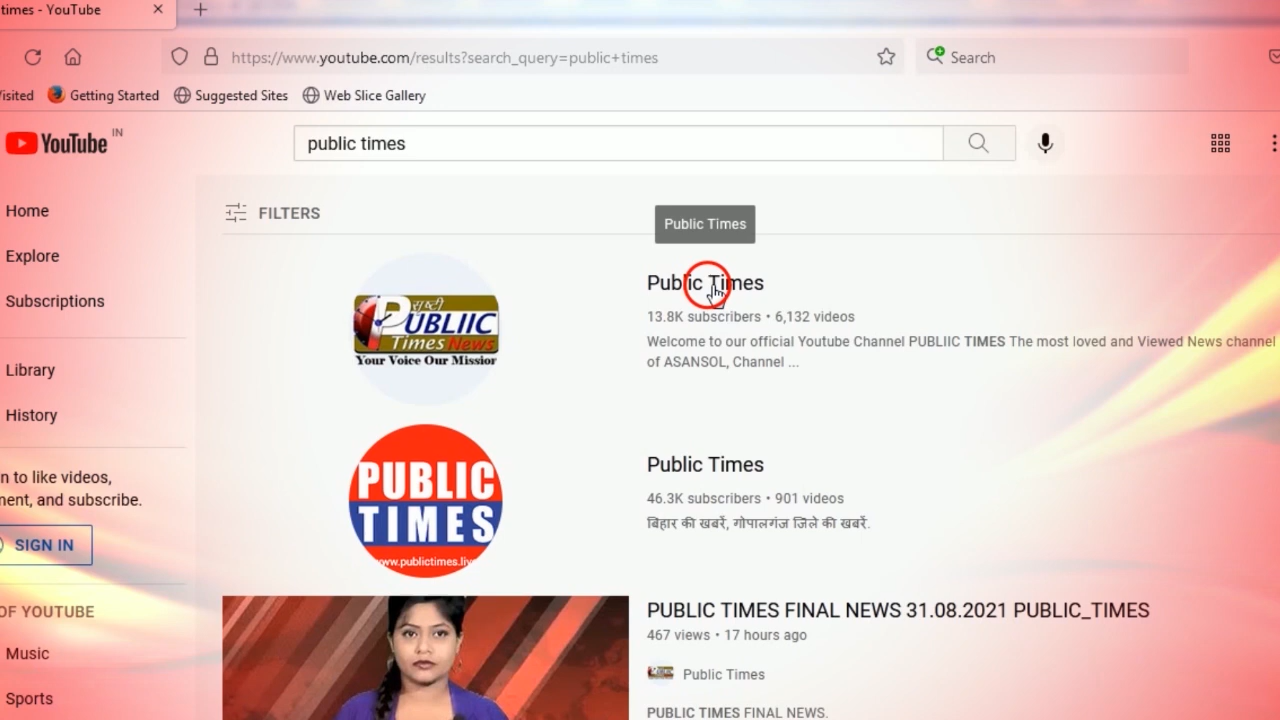 times - YouTube
https://www.youtube.com/results?search_query=public+times
Search
isited
Getting Started
Suggested Sites
Web Slice Gallery
YouTube IN
public times
Home
Explore
Subscriptions
Library
History
n to like videos,
ment, and subscribe.
SIGN IN
OF YOUTUBE
Music
Sports
FILTERS
Public Times
सृष्टी
PUBLIIC
Times News
Your Voice Our Mission
Public Times
13.8K subscribers • 6,132 videos
Welcome to our official Youtube Channel PUBLIIC TIMES The most loved and Viewed News channel
of ASANSOL, Channel ...
PUBLIC
TIMES
www.publictimes.live
Public Times
46.3K subscribers • 901 videos
बिहार की खबरें, गोपालगंज जिले की खबरें.
PUBLIC TIMES FINAL NEWS 31.08.2021 PUBLIC_TIMES
467 views • 17 hours ago
Public Times
PUBLIC TIMES FINAL NEWS.